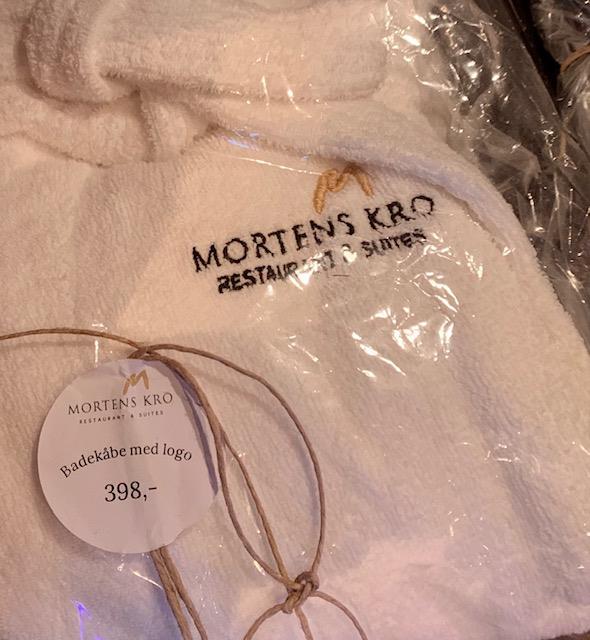 M
MORTENS KRO
RESTAURANT & SUITES
M
MORTENS KRO
RESTAURANT & SUITES
Badekåbe med logo
398,-